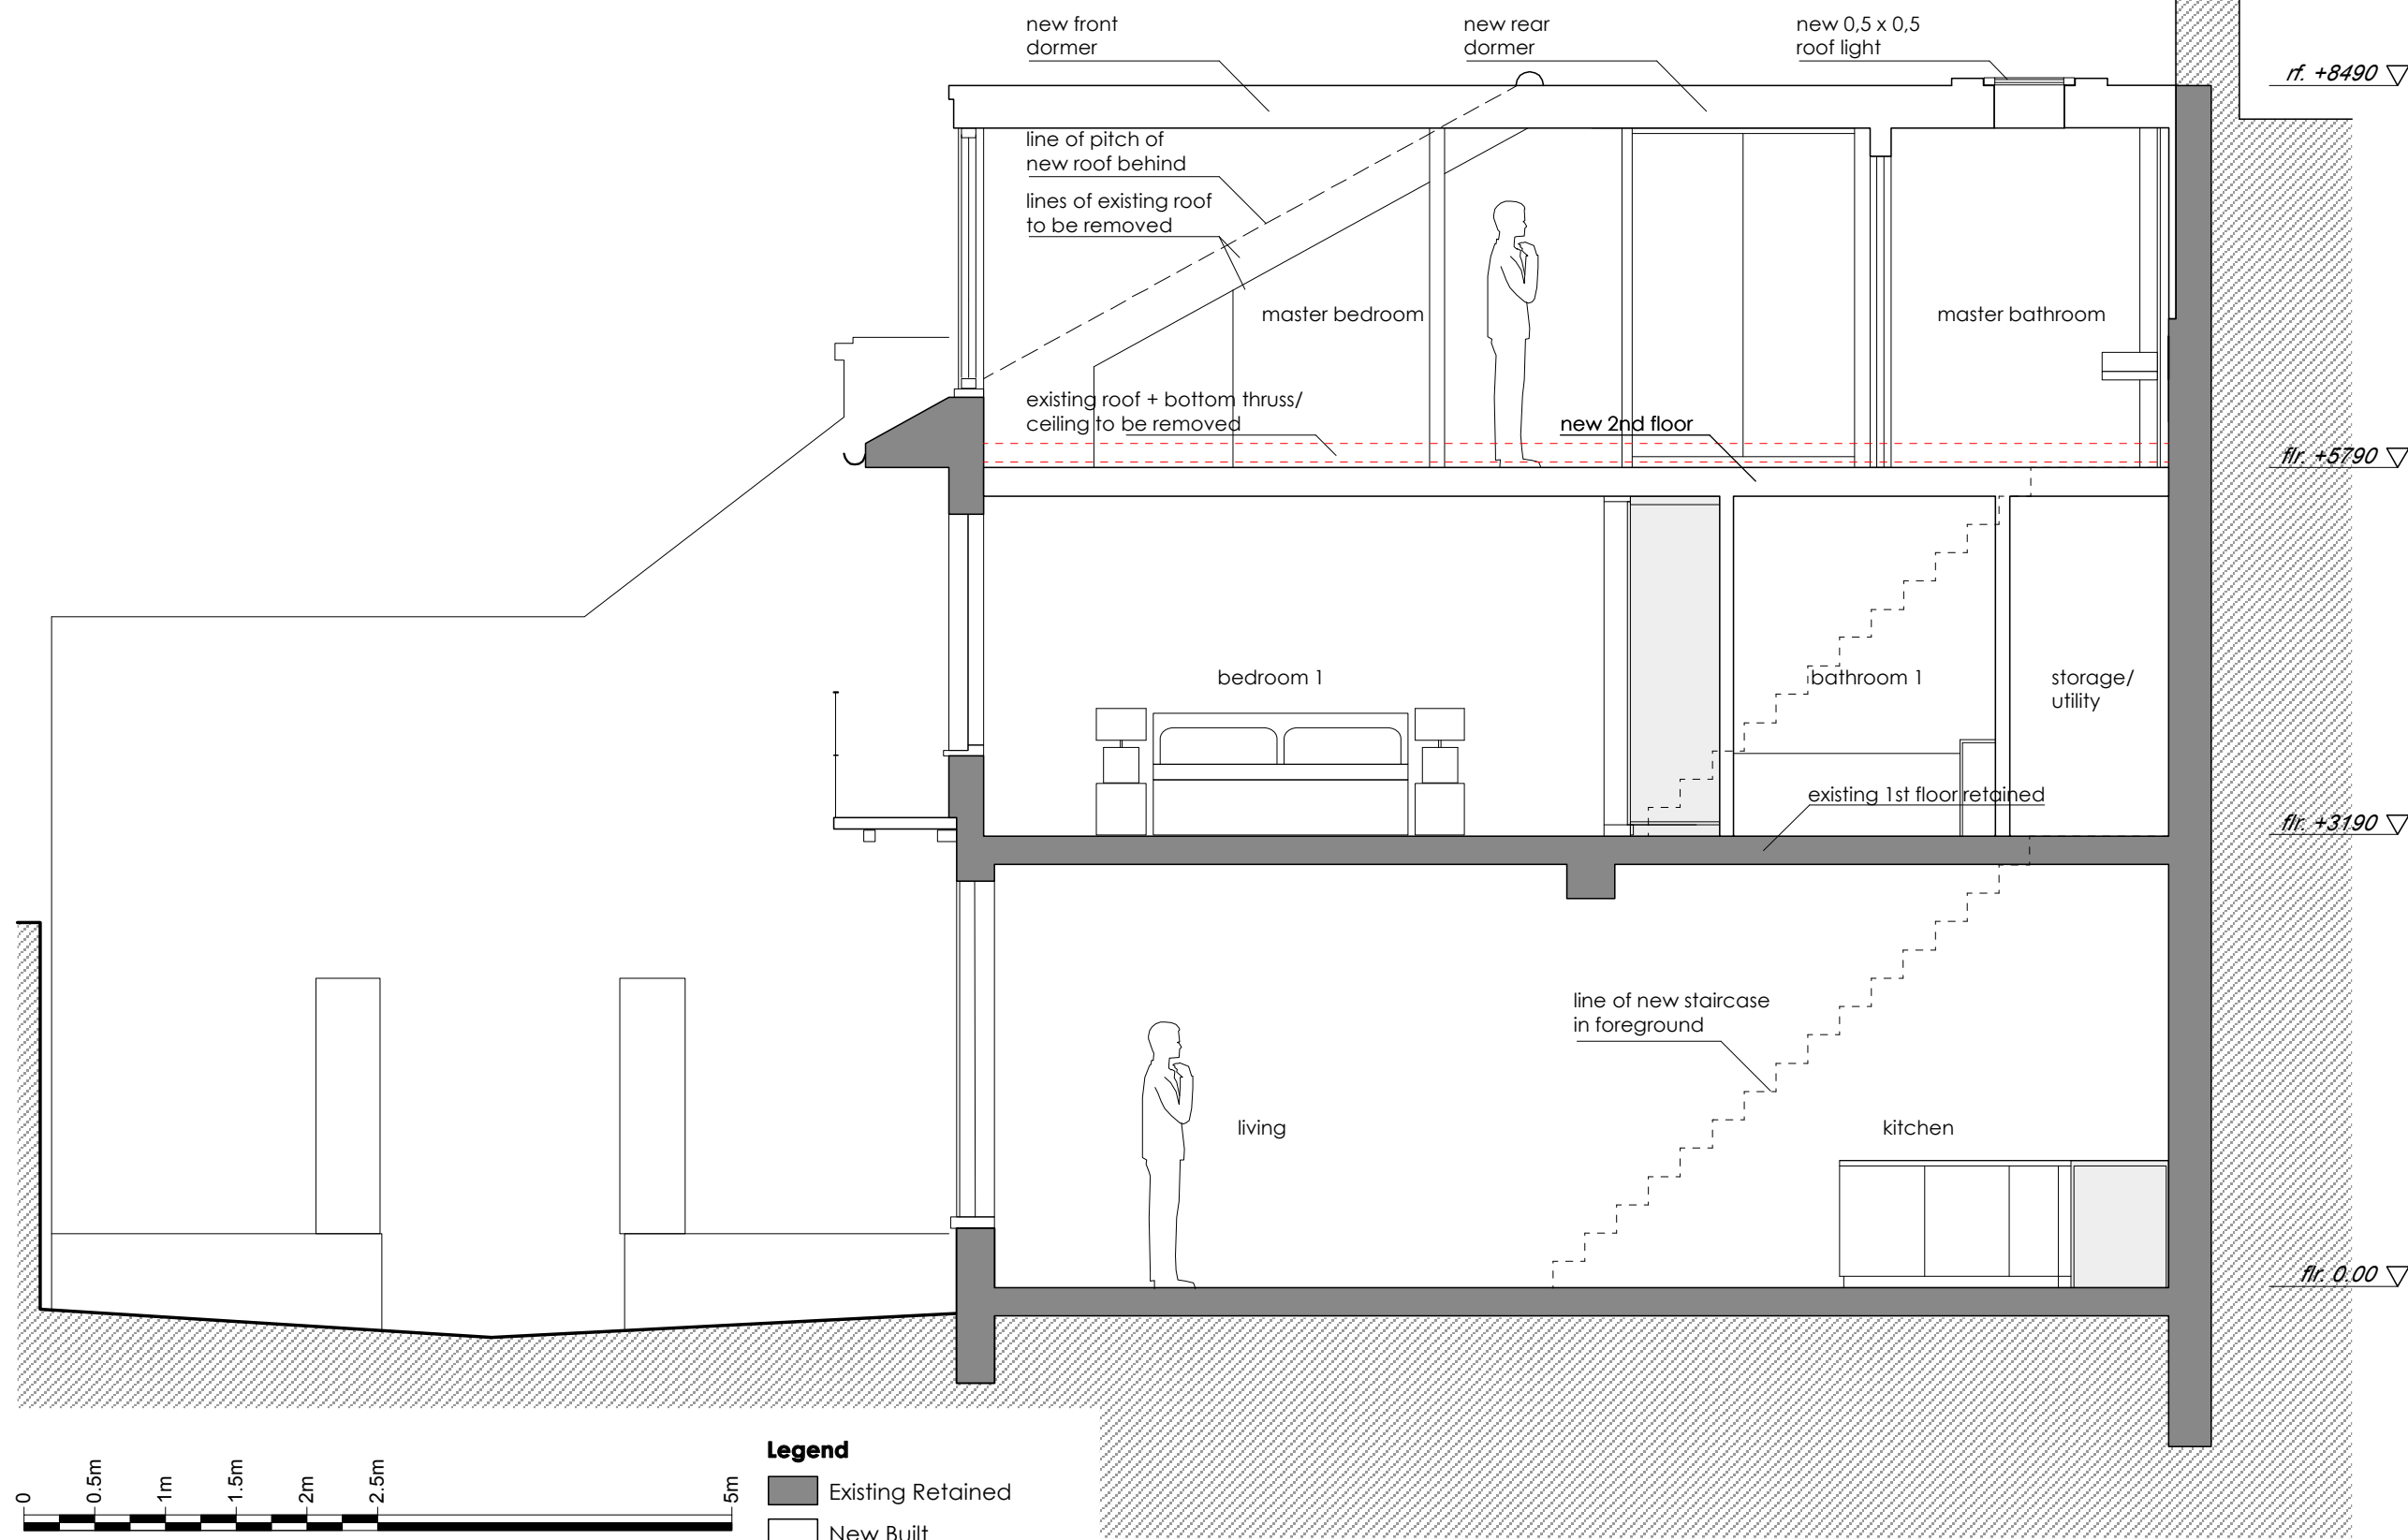 new front
dormer
new rear
dormer
new 0,5 x 0,5
roof light
rf. +8490
line of pitch of
new roof behind
lines of existing roof
to be removed
master bedroom
master bathroom
existing roof + bottom thruss/
ceiling to be removed
new 2nd floor
flr. +5790
bedroom 1
bathroom 1
storage/
utility
existing 1st floor retained
flr. +3190
line of new staircase
in foreground
living
kitchen
flr. 0.00
Legend
Existing Retained
New Built
0
0.5m
1m
1.5m
2m
2.5m
5m